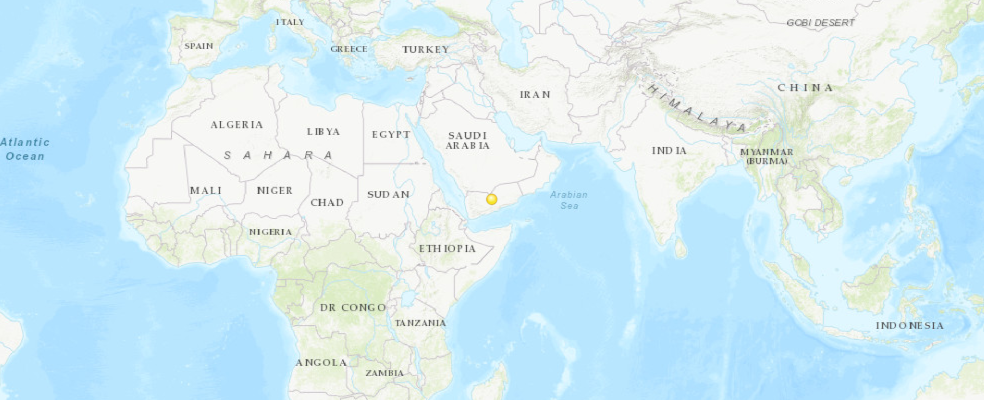 GOBI DESERT
ITALY
SPAIN
GREECE
TURKEY
CHINA
IRAN
HIMALAYA
ALGERIA
LIBYA
EGYPT
SAUDI
ARABIA
Atlantic
Ocean
SAHARA
INDIA
MYANMAR
(BURMA)
MALI
NIGER
CHAD
SUDAN
Arabian
Sea
NIGERIA
ETHIOPIA
DR CONGO
TANZANIA
INDONESIA
ANGOLA
ZAMBIA